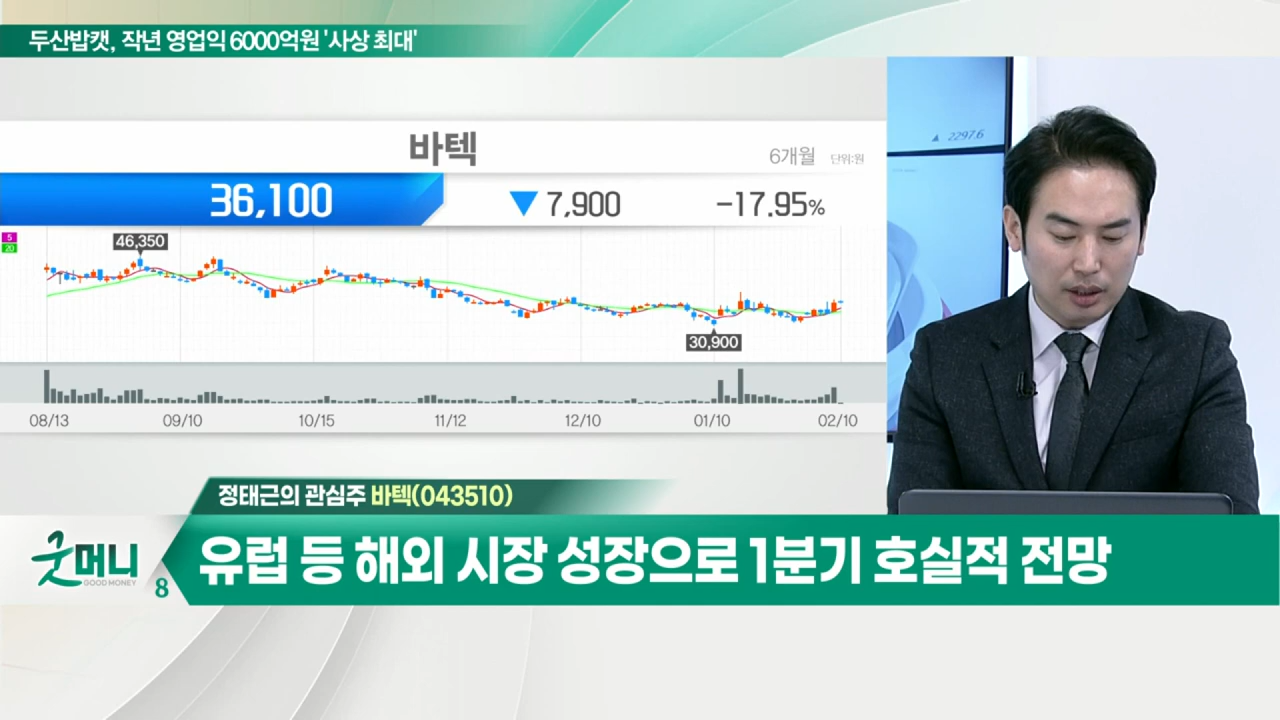 두산밥캣, 작년 영업익 6000억원 '사상 최대'
바텍
6개월 단위:원
36,100 ▼ 7,900 -17.95%
5
20
46,350
30,900
08/13 09/10 10/15 11/12 12/10 01/10 02/10
▲ 2297.6
정태근의 관심주 바텍(043510)
굿머니 GOOD MONEY 8
유럽 등 해외 시장 성장으로 1분기 호실적 전망